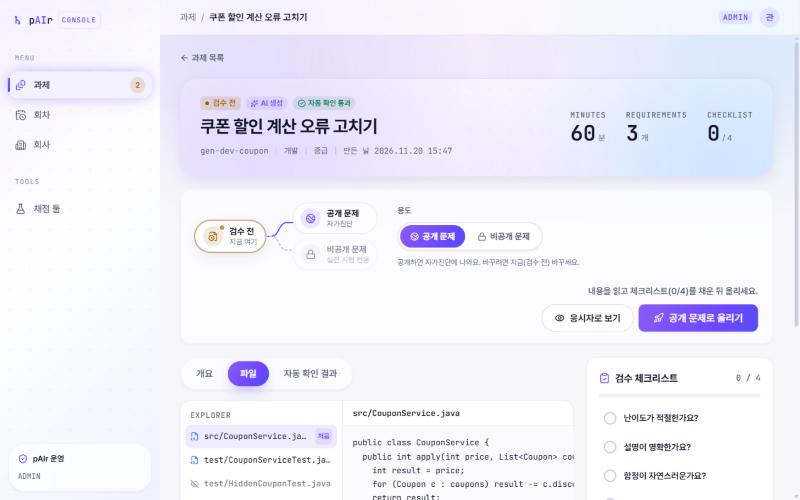 pAIr CONSOLE
MENU
과제 2
회차
회사
TOOLS
채점 툴
pAIr 운영
ADMIN
과제 / 쿠폰 할인 계산 오류 고치기
ADMIN 관
← 과제 목록
검수 전 AI 생성 자동 확인 통과
쿠폰 할인 계산 오류 고치기
gen-dev-coupon 개발 중급 만든 날 2026.11.20 15:47
MINUTES
60 분
REQUIREMENTS
3 개
CHECKLIST
0 / 4
검수 전
지금 여기
공개 문제
자가진단
비공개 문제
실전 시험 전용
용도
공개 문제 비공개 문제
공개하면 자가진단에 나와요. 바꾸려면 지금(검수 전) 바꾸세요.
내용을 읽고 체크리스트(0/4)를 채운 뒤 올리세요.
응시자로 보기 공개 문제로 올리기
개요 파일 자동 확인 결과
EXPLORER
src/CouponService.ja… 처음
test/CouponServiceTest.ja…
test/HiddenCouponTest.java
src/CouponService.java
public class CouponService {
public int apply(int price, List<Coupon> cou
int result = price;
for (Coupon c : coupons) result -= c.disco
return result;
검수 체크리스트 0 / 4
난이도가 적절한가요?
설명이 명확한가요?
함정이 자연스러운가요?